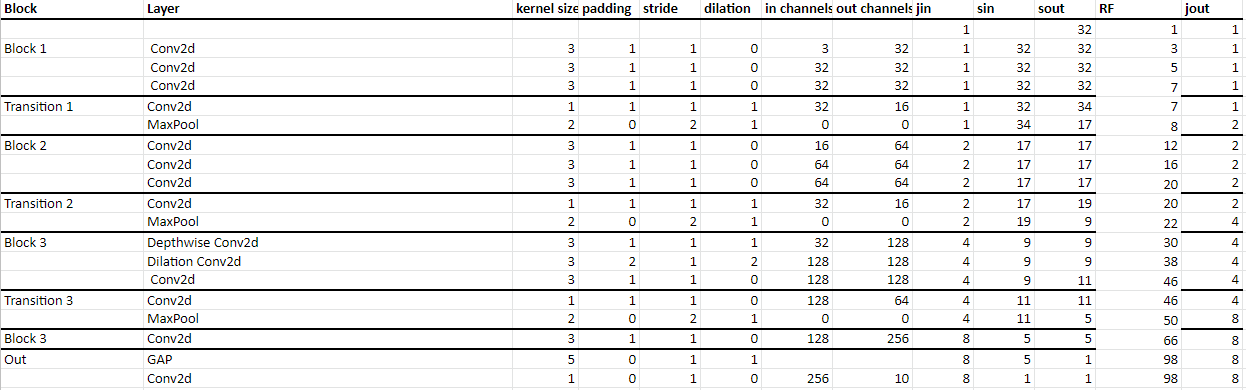 Block Layer kernel size padding stride dilation in channels out channels jin sin sout RF jout
1 32 1 1
Block 1 Conv2d 3 1 1 0 3 32 1 32 32 3 1
Conv2d 3 1 1 0 32 32 1 32 32 5 1
Conv2d 3 1 1 0 32 32 1 32 32 7 1
Transition 1 Conv2d 1 1 1 1 32 16 1 32 34 7 1
MaxPool 2 0 2 1 0 0 1 34 17 8 2
Block 2 Conv2d 3 1 1 0 16 64 2 17 17 12 2
Conv2d 3 1 1 0 64 64 2 17 17 16 2
Conv2d 3 1 1 0 64 64 2 17 17 20 2
Transition 2 Conv2d 1 1 1 1 32 16 2 17 19 20 2
MaxPool 2 0 2 1 0 0 2 19 9 22 4
Block 3 Depthwise Conv2d 3 1 1 1 32 128 4 9 9 30 4
Dilation Conv2d 3 2 1 2 128 128 4 9 9 38 4
Conv2d 3 1 1 0 128 128 4 9 11 46 4
Transition 3 Conv2d 1 1 1 0 128 64 4 11 11 46 4
MaxPool 2 0 2 1 0 0 4 11 5 50 8
Block 3 Conv2d 3 1 1 0 128 256 8 5 5 66 8
Out GAP 5 0 1 1 8 5 1 98 8
Conv2d 1 0 1 0 256 10 8 1 1 98 8